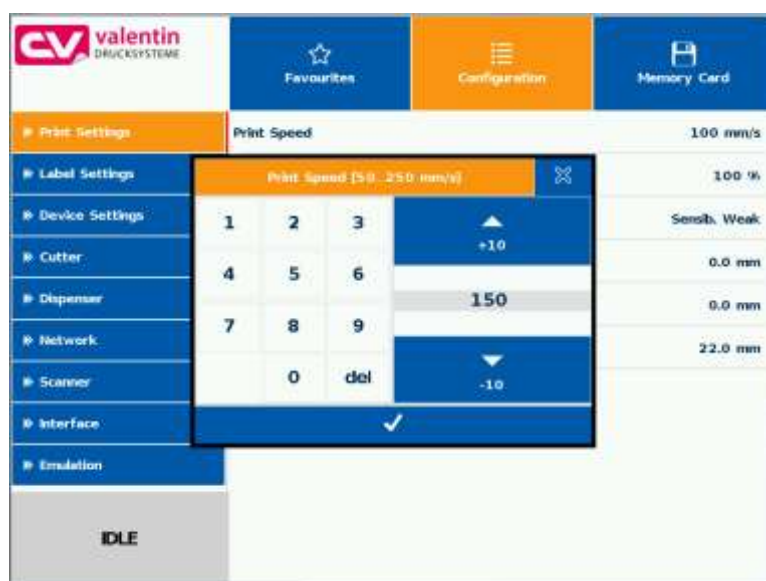 valentin
DRUCKSYSTEME
Favourites
Configuration
Memory Card
Print Settings
Print Speed
100 mm/s
Label Settings
100 %
Device Settings
Sensib. Weak
Cutter
0.0 mm
Dispenser
0.0 mm
Network
22.0 mm
Scanner
Interface
Emulation
IDLE
Print Speed [50..250 mm/s]
1 2 3
4 5 6
7 8 9
0 del
+10
150
-10